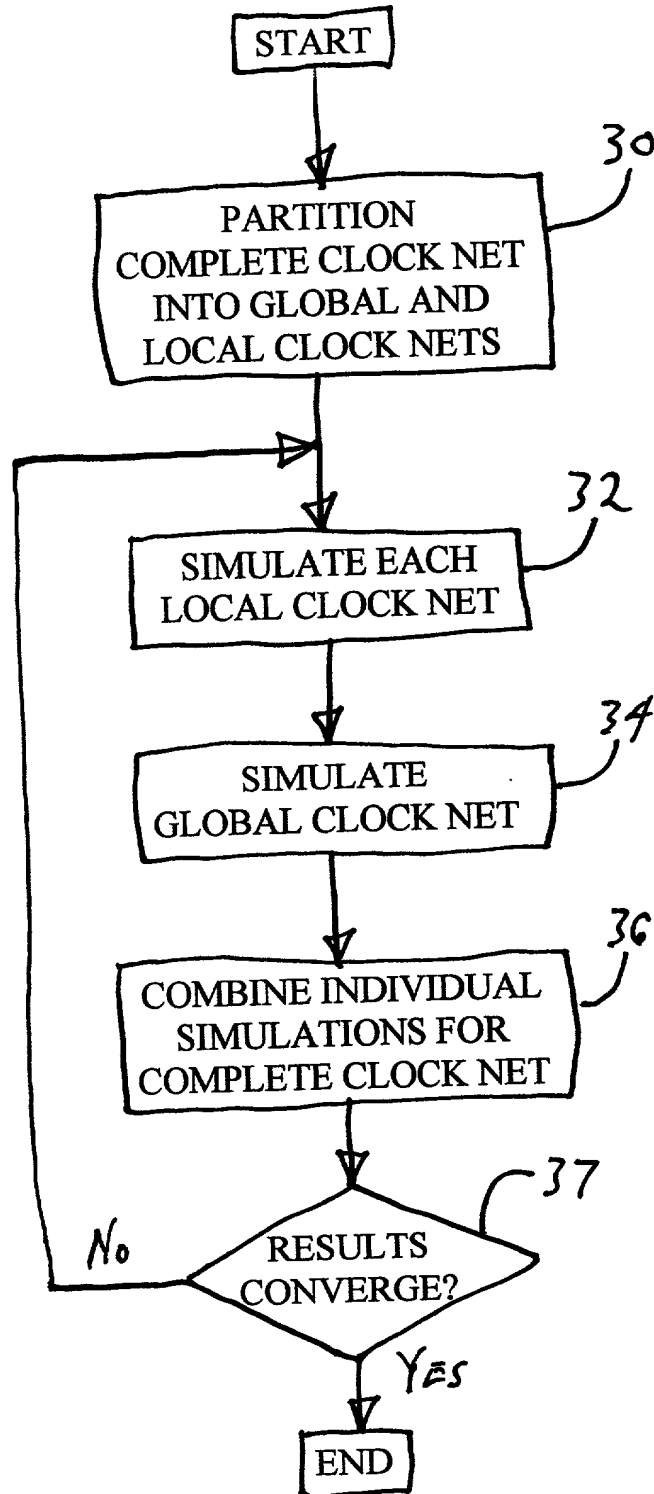 START
30
PARTITION
COMPLETE CLOCK NET
INTO GLOBAL AND
LOCAL CLOCK NETS
32
SIMULATE EACH
LOCAL CLOCK NET
34
SIMULATE
GLOBAL CLOCK NET
36
COMBINE INDIVIDUAL
SIMULATIONS FOR
COMPLETE CLOCK NET
37
No
RESULTS
CONVERGE?
YES
END